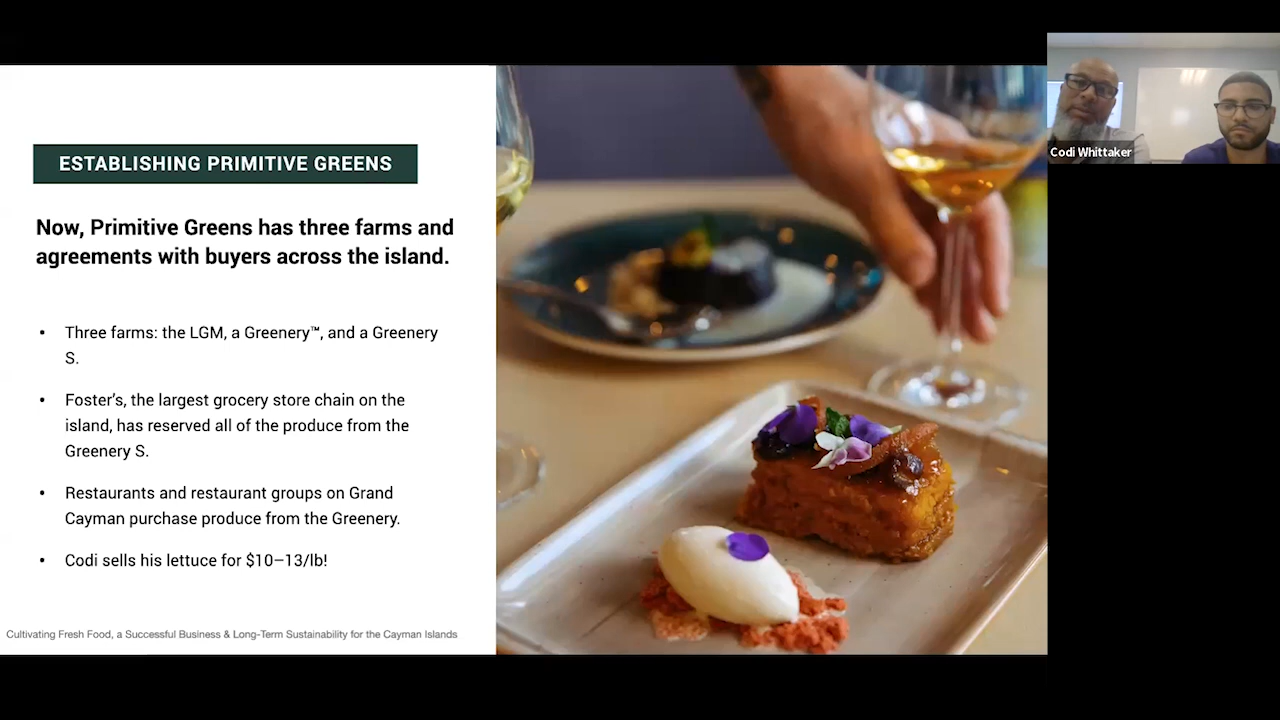 ESTABLISHING PRIMITIVE GREENS
Now, Primitive Greens has three farms and
agreements with buyers across the island.
• Three farms: the LGM, a Greenery™, and a Greenery
S.
• Foster's, the largest grocery store chain on the
island, has reserved all of the produce from the
Greenery S.
• Restaurants and restaurant groups on Grand
Cayman purchase produce from the Greenery.
• Codi sells his lettuce for $10–13/lb!
Cultivating Fresh Food, a Successful Business & Long-Term Sustainability for the Cayman Islands
Codi Whittaker